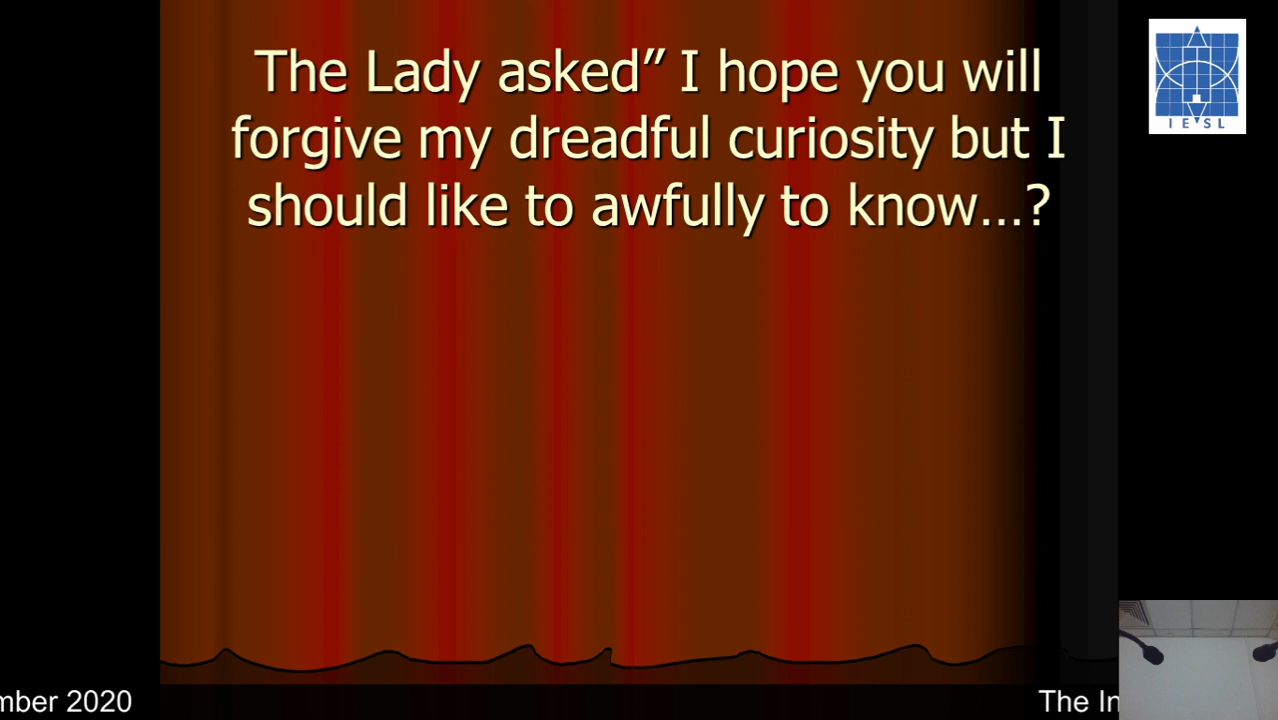 The Lady asked” I hope you will
forgive my dreadful curiosity but I
should like to awfully to know…?
IESL
mber 2020
The In